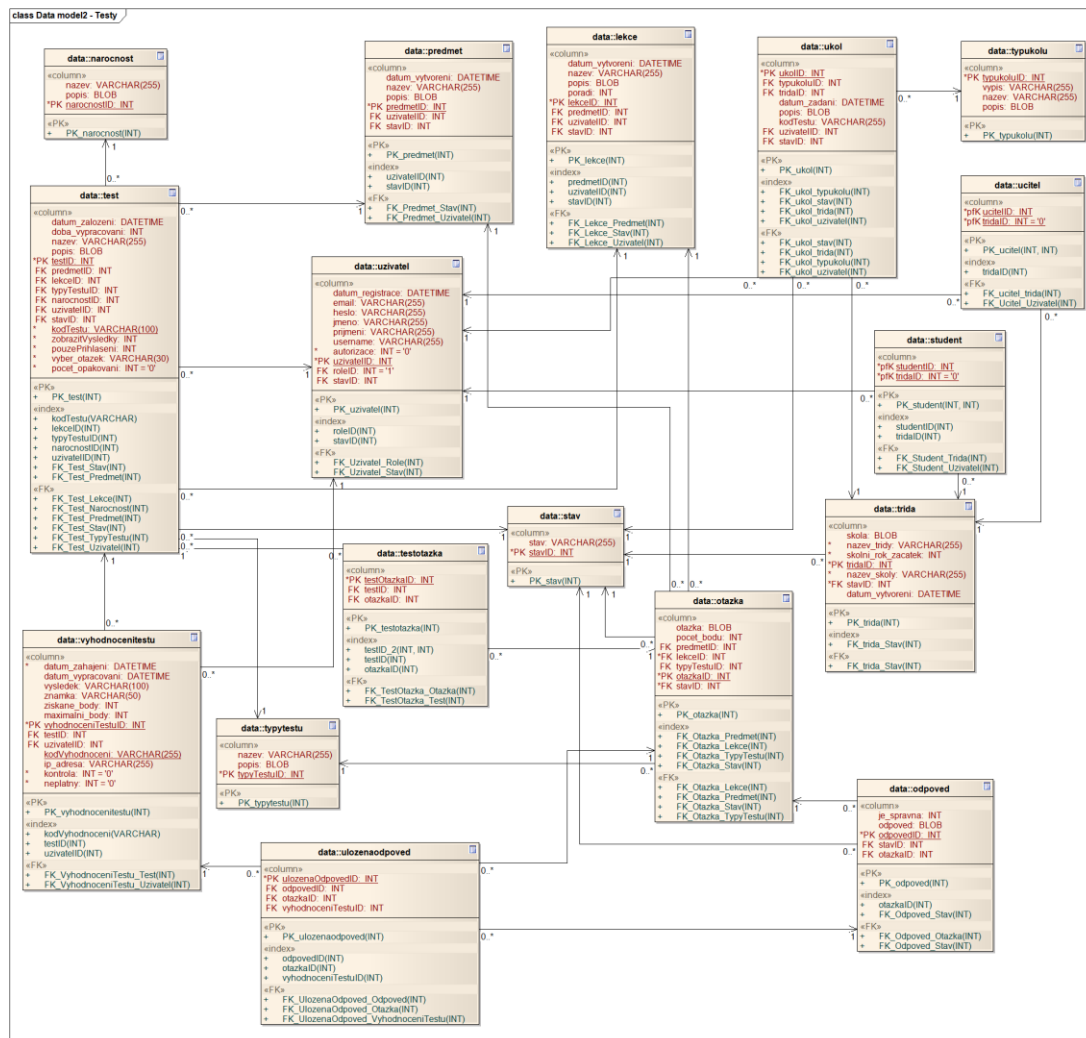 class Data model2 - Testy
data::narocnost
«column»
nazev: VARCHAR(255)
popis: BLOB
*PK narocnostID: INT
«PK»
+ PK_narocnost(INT)
data::predmet
«column»
datum_vytvoreni: DATETIME
nazev: VARCHAR(255)
popis: BLOB
*PK predmetID: INT
FK uzivatelID: INT
FK stavID: INT
«PK»
+ PK_predmet(INT)
«index»
+ uzivatelID(INT)
+ stavID(INT)
«FK»
+ FK_Predmet_Stav(INT)
+ FK_Predmet_Uzivatel(INT)
data::lekce
«column»
datum_vytvoreni: DATETIME
nazev: VARCHAR(255)
popis: BLOB
poradi: INT
*PK lekceID: INT
FK predmetID: INT
FK uzivatelID: INT
FK stavID: INT
«PK»
+ PK_lekce(INT)
«index»
+ predmetID(INT)
+ uzivatelID(INT)
+ stavID(INT)
«FK»
+ FK_Lekce_Predmet(INT)
+ FK_Lekce_Stav(INT)
+ FK_Lekce_Uzivatel(INT)
data::ukol
«column»
*PK ukolID: INT
FK typukoluID: INT
FK tridaID: INT
datum_zadani: DATETIME
popis: BLOB
kodTestu: VARCHAR(255)
FK uzivatelID: INT
FK stavID: INT
«PK»
+ PK_ukol(INT)
«index»
+ FK_ukol_typukolu(INT)
+ FK_ukol_stav(INT)
+ FK_ukol_trida(INT)
+ FK_ukol_uzivatel(INT)
«FK»
+ FK_ukol_stav(INT)
+ FK_ukol_trida(INT)
+ FK_ukol_typukolu(INT)
+ FK_ukol_uzivatel(INT)
data::typukolu
«column»
*PK typukoluID: INT
vypis: VARCHAR(255)
nazev: VARCHAR(255)
popis: BLOB
«PK»
+ PK_typukolu(INT)
data::test
«column»
datum_zalozeni: DATETIME
doba_vypracovani: INT
nazev: VARCHAR(255)
popis: BLOB
*PK testID: INT
FK predmetID: INT
FK lekceID: INT
FK typyTestuID: INT
FK narocnostID: INT
FK uzivatelID: INT
FK stavID: INT
* kodTestu: VARCHAR(100)
* zobrazitVysledky: INT
* pouzePrihlaseni: INT
* vyber_otazek: VARCHAR(30)
* pocet_opakovani: INT = '0'
«PK»
+ PK_test(INT)
«index»
+ kodTestu(VARCHAR)
+ lekceID(INT)
+ typyTestuID(INT)
+ narocnostID(INT)
+ uzivatelID(INT)
+ FK_Test_Stav(INT)
+ FK_Test_Predmet(INT)
«FK»
+ FK_Test_Lekce(INT)
+ FK_Test_Narocnost(INT)
+ FK_Test_Predmet(INT)
+ FK_Test_Stav(INT)
+ FK_Test_TypyTestu(INT)
+ FK_Test_Uzivatel(INT)
data::uzivatel
«column»
datum_registrace: DATETIME
email: VARCHAR(255)
heslo: VARCHAR(255)
jmeno: VARCHAR(255)
prijmeni: VARCHAR(255)
username: VARCHAR(255)
* autorizace: INT = '0'
*PK uzivatelID: INT
FK roleID: INT = '1'
FK stavID: INT
«PK»
+ PK_uzivatel(INT)
«index»
+ roleID(INT)
+ stavID(INT)
«FK»
+ FK_Uzivatel_Role(INT)
+ FK_Uzivatel_Stav(INT)
data::ucitel
«column»
*pfK ucitelID: INT
*pfK tridaID: INT = '0'
«PK»
+ PK_ucitel(INT, INT)
«index»
+ tridaID(INT)
«FK»
+ FK_ucitel_trida(INT)
+ FK_Ucitel_Uzivatel(INT)
data::student
«column»
*pfK studentID: INT
*pfK tridaID: INT = '0'
«PK»
+ PK_student(INT, INT)
«index»
+ studentID(INT)
+ tridaID(INT)
«FK»
+ FK_Student_Trida(INT)
+ FK_Student_Uzivatel(INT)
data::stav
«column»
stav: VARCHAR(255)
*PK stavID: INT
«PK»
+ PK_stav(INT)
data::trida
«column»
skola: BLOB
* nazev_tridy: VARCHAR(255)
* skolni_rok_zacatek: INT
*PK tridaID: INT
* nazev_skoly: VARCHAR(255)
*FK stavID: INT
datum_vytvoreni: DATETIME
«PK»
+ PK_trida(INT)
«index»
+ FK_trida_Stav(INT)
«FK»
+ FK_trida_Stav(INT)
data::testotazka
«column»
*PK testOtazkaID: INT
FK testID: INT
FK otazkaID: INT
«PK»
+ PK_testotazka(INT)
«index»
+ testID_2(INT, INT)
+ testID(INT)
+ otazkaID(INT)
«FK»
+ FK_TestOtazka_Otazka(INT)
+ FK_TestOtazka_Test(INT)
data::otazka
«column»
otazka: BLOB
pocet_bodu: INT
FK predmetID: INT
*FK lekceID: INT
FK typyTestuID: INT
*PK otazkaID: INT
*FK stavID: INT
«PK»
+ PK_otazka(INT)
«index»
+ FK_Otazka_Predmet(INT)
+ FK_Otazka_Lekce(INT)
+ FK_Otazka_TypyTestu(INT)
+ FK_Otazka_Stav(INT)
«FK»
+ FK_Otazka_Lekce(INT)
+ FK_Otazka_Predmet(INT)
+ FK_Otazka_Stav(INT)
+ FK_Otazka_TypyTestu(INT)
data::vyhodnocenitestu
«column»
* datum_zahajeni: DATETIME
datum_vypracovani: DATETIME
vysledek: VARCHAR(100)
znamka: VARCHAR(50)
ziskane_body: INT
maximalni_body: INT
*PK vyhodnoceniTestuID: INT
FK testID: INT
FK uzivatelID: INT
kodVyhodnoceni: VARCHAR(255)
ip_adresa: VARCHAR(255)
* kontrola: INT = '0'
* neplatny: INT = '0'
«PK»
+ PK_vyhodnocenitestu(INT)
«index»
+ kodVyhodnoceni(VARCHAR)
+ testID(INT)
+ uzivatelID(INT)
«FK»
+ FK_VyhodnoceniTestu_Test(INT)
+ FK_VyhodnoceniTestu_Uzivatel(INT)
data::typytestu
«column»
nazev: VARCHAR(255)
popis: BLOB
*PK typyTestuID: INT
«PK»
+ PK_typytestu(INT)
data::odpoved
«column»
je_spravna: INT
odpoved: BLOB
*PK odpovedID: INT
FK stavID: INT
FK otazkaID: INT
«PK»
+ PK_odpoved(INT)
«index»
+ otazkaID(INT)
+ FK_Odpoved_Stav(INT)
«FK»
+ FK_Odpoved_Otazka(INT)
+ FK_Odpoved_Stav(INT)
data::ulozenaodpoved
«column»
*PK ulozenaOdpovedID: INT
FK odpovedID: INT
FK otazkaID: INT
FK vyhodnoceniTestuID: INT
«PK»
+ PK_ulozenaodpoved(INT)
«index»
+ odpovedID(INT)
+ otazkaID(INT)
+ vyhodnoceniTestuID(INT)
«FK»
+ FK_UlozenaOdpoved_Odpoved(INT)
+ FK_UlozenaOdpoved_Otazka(INT)
+ FK_UlozenaOdpoved_VyhodnoceniTestu(INT)